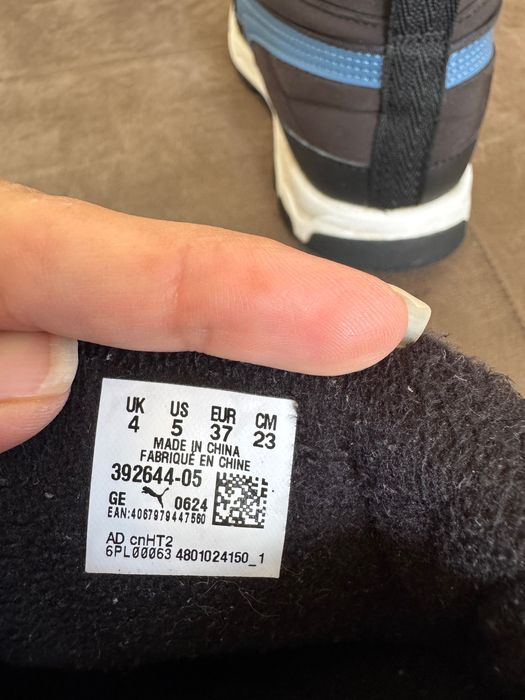 UK US EUR CM
4 5 37 23
MADE IN CHINA
FABRIQUÉ EN CHINE
392644-05
GE 0624
EAN:4067979447560
AD cnHT2
6PL00063 4801024150_1